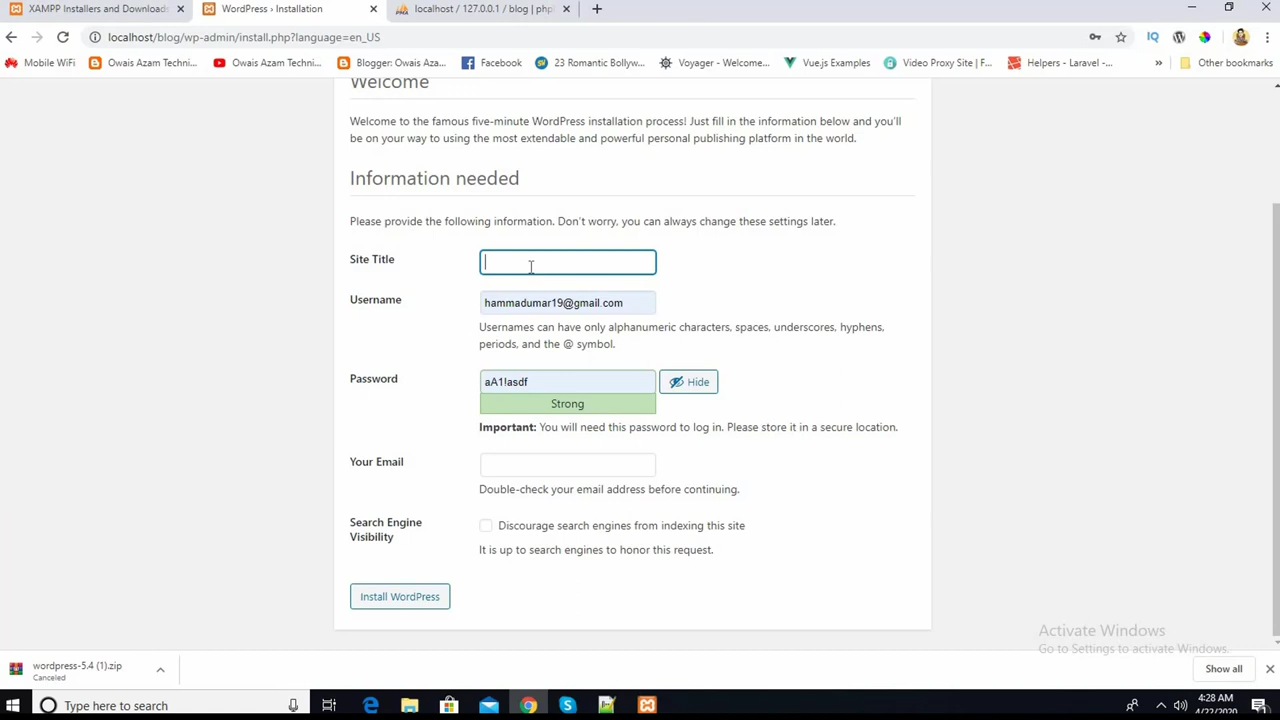 XAMPP Installers and Downloads
WordPress › Installation
localhost / 127.0.0.1 / blog | php
localhost/blog/wp-admin/install.php?language=en_US
Mobile WiFi
Owais Azam Techni...
Owais Azam Techni...
Blogger: Owais Aza...
Facebook
23 Romantic Bollyw...
Voyager - Welcome...
Vue.js Examples
Video Proxy Site | F...
Helpers - Laravel -...
»
Other bookmarks
Welcome
Welcome to the famous five-minute WordPress installation process! Just fill in the information below and you'll
be on your way to using the most extendable and powerful personal publishing platform in the world.
Information needed
Please provide the following information. Don't worry, you can always change these settings later.
Site Title
Username
hammadumar19@gmail.com
Usernames can have only alphanumeric characters, spaces, underscores, hyphens,
periods, and the @ symbol.
Password
aA1!asdf
Hide
Strong
Important: You will need this password to log in. Please store it in a secure location.
Your Email
Double-check your email address before continuing.
Search Engine
Visibility
Discourage search engines from indexing this site
It is up to search engines to honor this request.
Install WordPress
Activate Windows
Go to Settings to activate Windows.
wordpress-5.4 (1).zip
Canceled
Show all
Type here to search
4:28 AM
4/22/2020